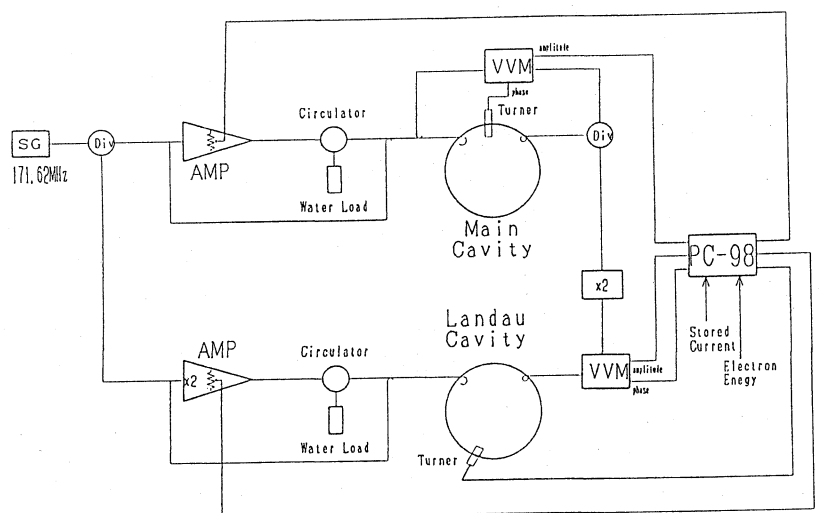 amplitude
VVM
phase
Circulator
Turner
SG
Div
Div
171.62MHz
AMP
Water Load
Main
Cavity
PC-98
x2
Landau
Cavity
Stored
Current
AMP
Circulator
VVM
amplitude
phase
Electron
Enegy
x2
Water Load
Turner